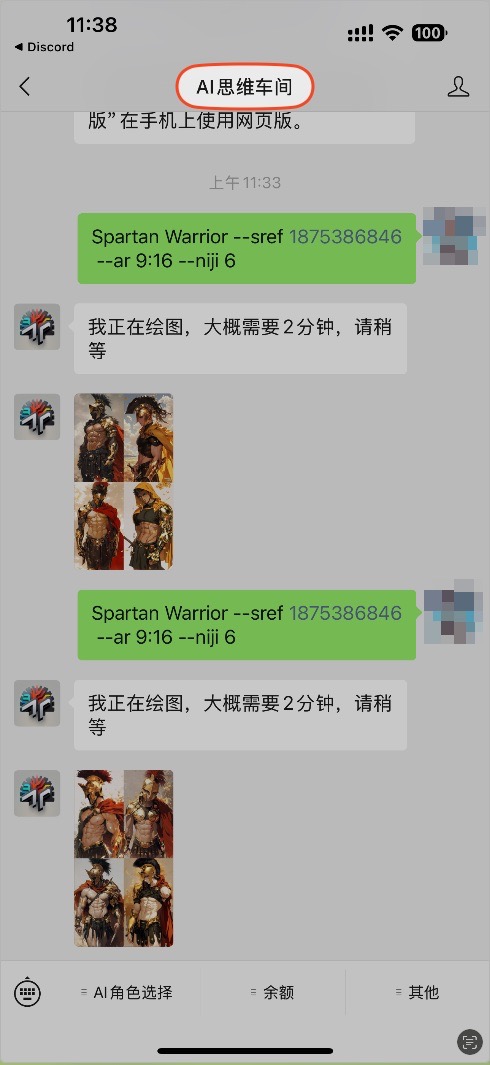 11:38
100
◀ Discord
AI思维车间
版” 在手机上使用网页版。
上午 11:33
Spartan Warrior --sref 1875386846
--ar 9:16 --niji 6
我正在绘图，大概需要2分钟，请稍
等
Spartan Warrior --sref 1875386846
--ar 9:16 --niji 6
我正在绘图，大概需要2分钟，请稍
等
AI角色选择
余额
其他